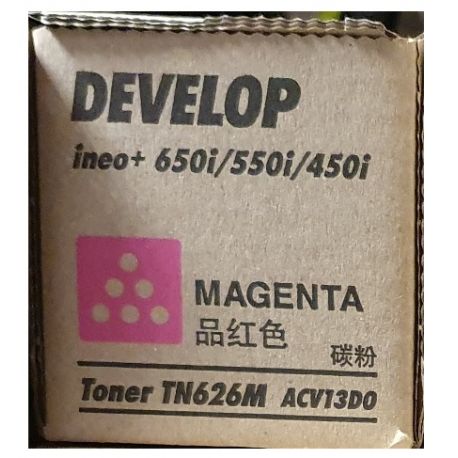 DEVELOP
ineo+ 650i/550i/450i
MAGENTA
品红色
碳粉
Toner TN626M ACV13D0